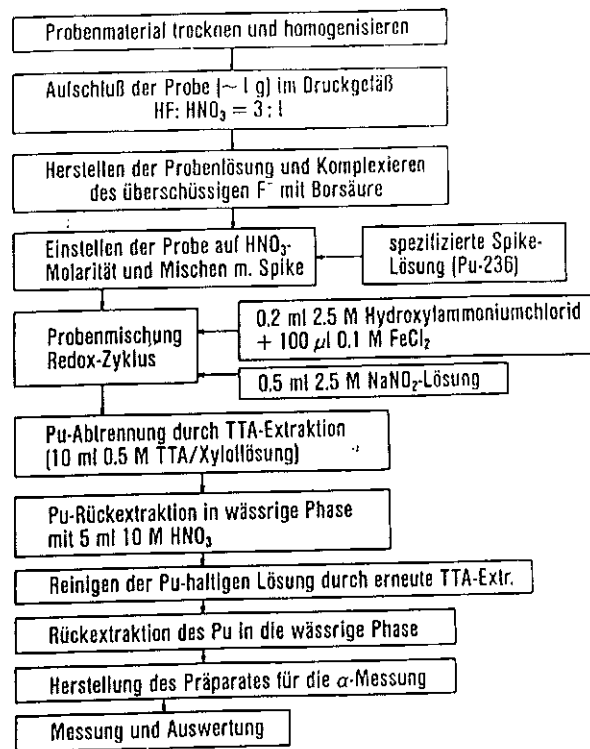 Probenmaterial trocknen und homogenisieren
Aufschluß der Probe (~ 1 g) im Druckgefäß
HF: HNO₃ = 3 : 1
Herstellen der Probenlösung und Komplexieren
des überschüssigen F⁻ mit Borsäure
Einstellen der Probe auf HNO₃-
Molarität und Mischen m. Spike
spezifizierte Spike-
Lösung (Pu-236)
Probenmischung
Redox-Zyklus
0.2 ml 2.5 M Hydroxylammoniumchlorid
+ 100 µl 0.1 M FeCl₂
0.5 ml 2.5 M NaNO₂-Lösung
Pu-Abtrennung durch TTA-Extraktion
(10 ml 0.5 M TTA/Xylollösung)
Pu-Rückextraktion in wässrige Phase
mit 5 ml 10 M HNO₃
Reinigen der Pu-haltigen Lösung durch erneute TTA-Extr.
Rückextraktion des Pu in die wässrige Phase
Herstellung des Präparates für die α-Messung
Messung und Auswertung